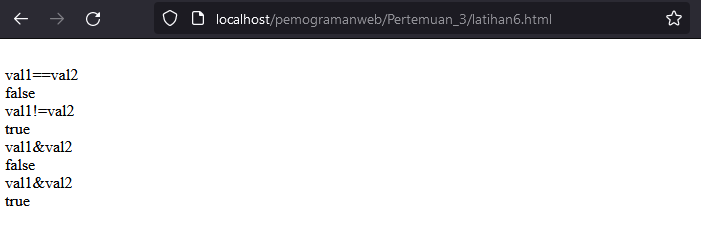 localhost/pemogramanweb/Pertemuan_3/latihan6.html
val1==val2
false
val1!=val2
true
val1&val2
false
val1&val2
true